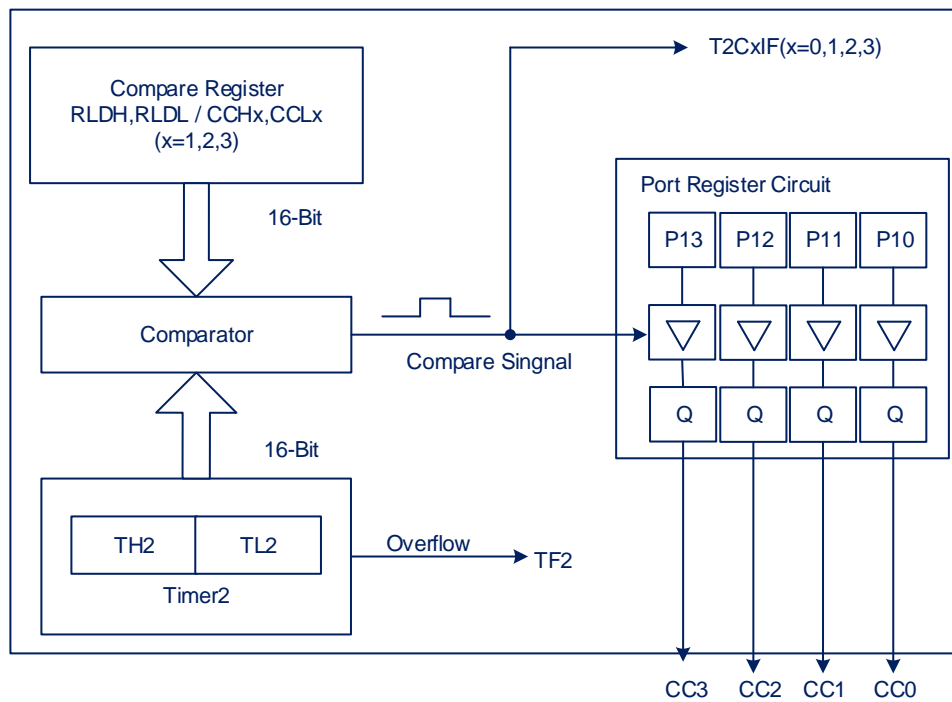 T2CxIF(x=0,1,2,3)
Compare Register
RLDH,RLDL / CCHx,CCLx
(x=1,2,3)
16-Bit
Port Register Circuit
P13 P12 P11 P10
Comparator
Compare Singnal
Q Q Q Q
16-Bit
TH2 TL2
Timer2
Overflow
TF2
CC3 CC2 CC1 CC0